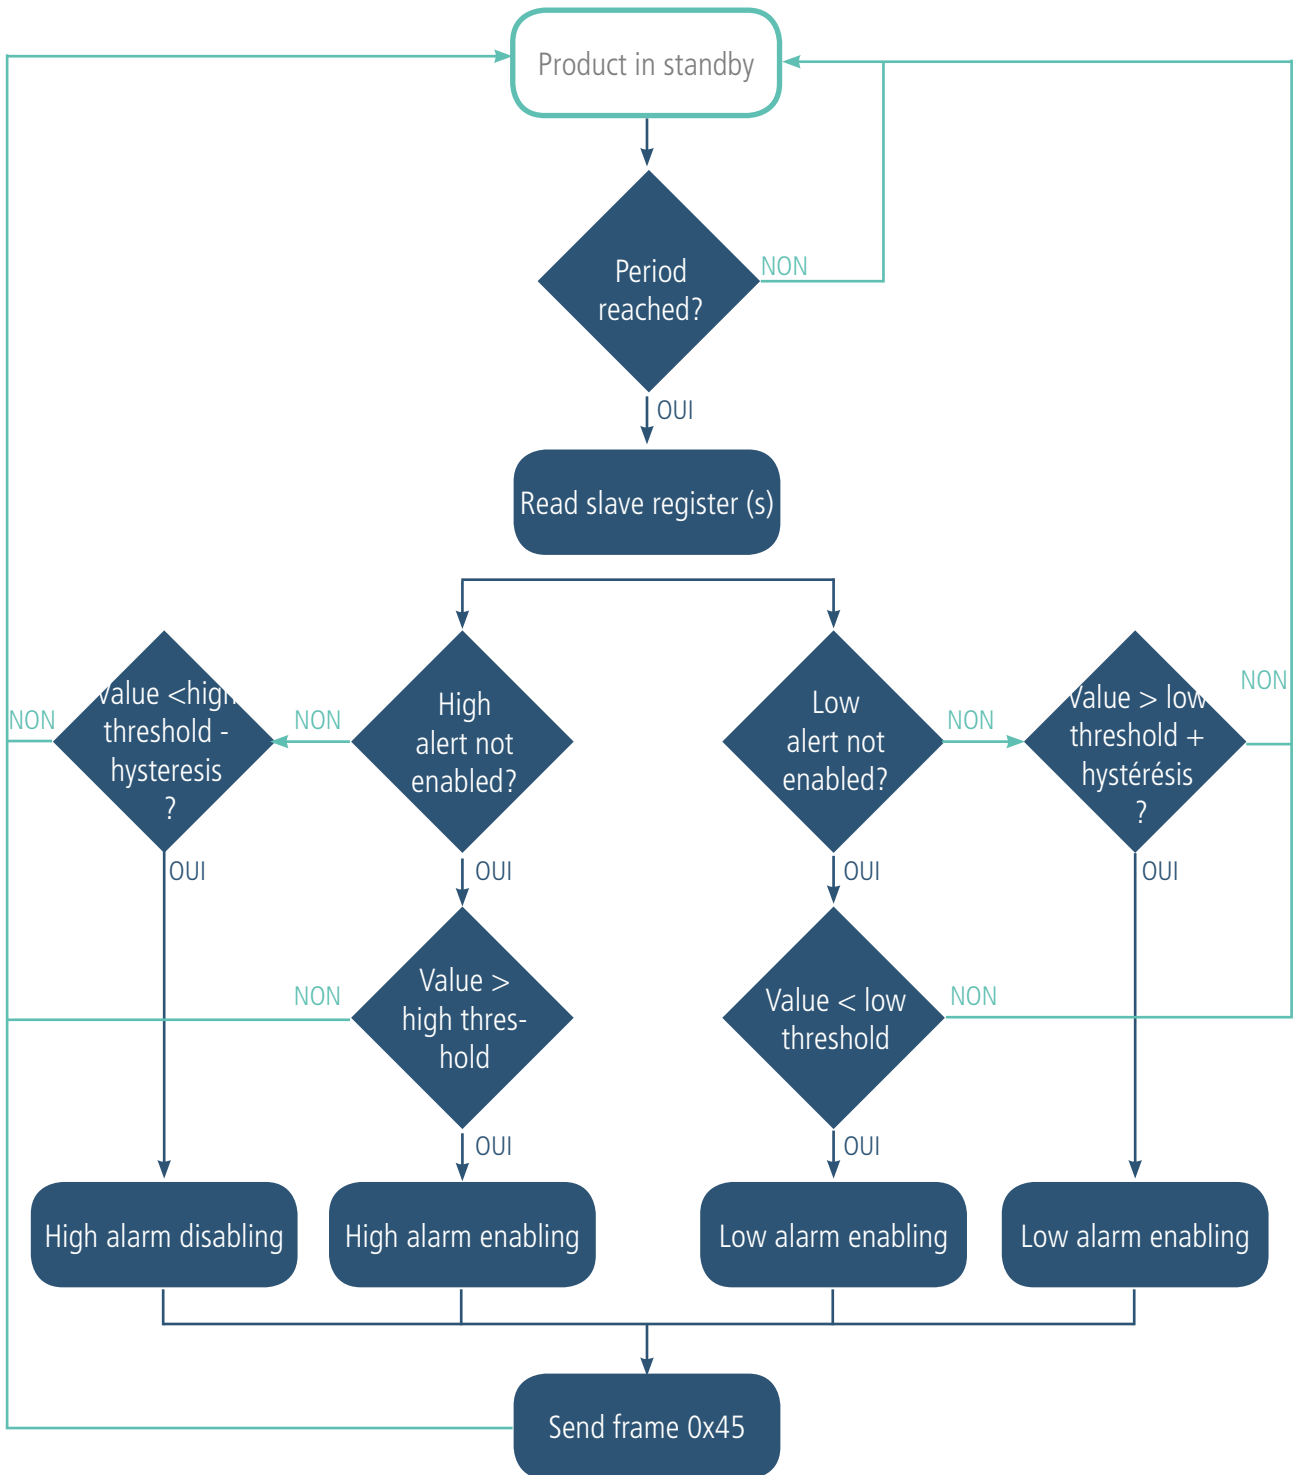 Product in standby
Period
reached?
NON
OUI
Read slave register (s)
Value <high
threshold -
hysteresis
?
NON
NON
High
alert not
enabled?
Low
alert not
enabled?
NON
Value > low
threshold +
hystérésis
?
NON
OUI
OUI
OUI
OUI
NON
Value >
high thres-
hold
Value < low
threshold
NON
OUI
OUI
High alarm disabling
High alarm enabling
Low alarm enabling
Low alarm enabling
Send frame 0x45